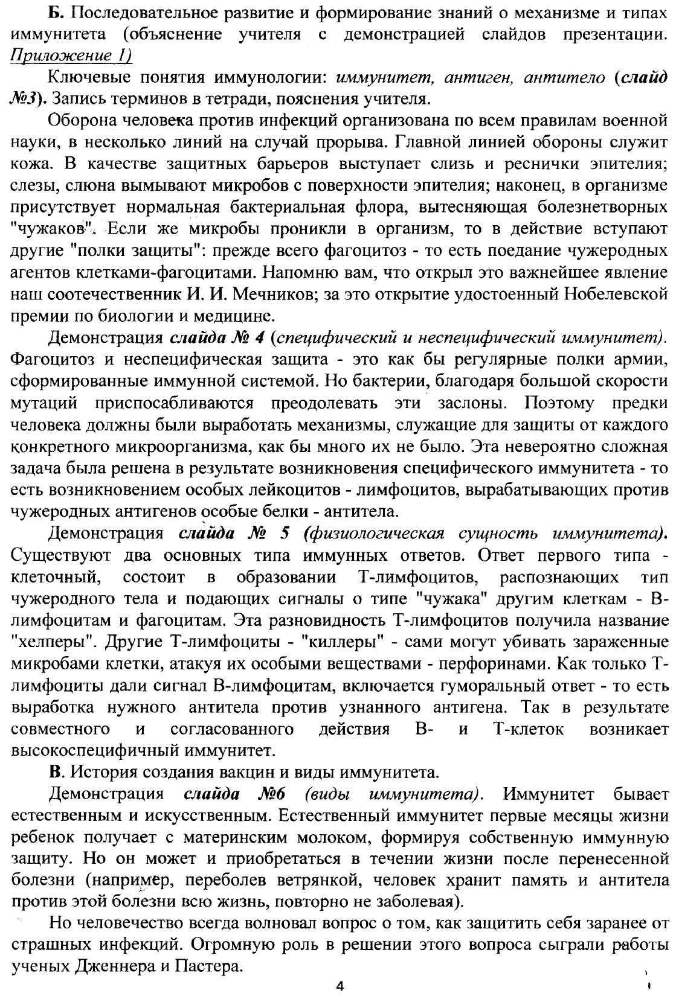 Б. Последовательное развитие и формирование знаний о механизме и типах
иммунитета (объяснение учителя с демонстрацией слайдов презентации.
Приложение 1)
Ключевые понятия иммунологии: иммунитет, антиген, антитело (слайд
№3). Запись терминов в тетради, пояснения учителя.
Оборона человека против инфекций организована по всем правилам военной
науки, в несколько линий на случай прорыва. Главной линией обороны служит
кожа. В качестве защитных барьеров выступает слизь и реснички эпителия;
слезы, слюна вымывают микробов с поверхности эпителия; наконец, в организме
присутствует нормальная бактериальная флора, вытесняющая болезнетворных
"чужаков". Если же микробы проникли в организм, то в действие вступают
другие "полки защиты": прежде всего фагоцитоз - то есть поедание чужеродных
агентов клетками-фагоцитами. Напомню вам, что открыл это важнейшее явление
наш соотечественник И. И. Мечников; за это открытие удостоенный Нобелевской
премии по биологии и медицине.
Демонстрация слайда № 4 (специфический и неспецифический иммунитет).
Фагоцитоз и неспецифическая защита - это как бы регулярные полки армии,
сформированные иммунной системой. Но бактерии, благодаря большой скорости
мутаций приспосабливаются преодолевать эти заслоны. Поэтому предки
человека должны были выработать механизмы, служащие для защиты от каждого
конкретного микроорганизма, как бы много их не было. Эта невероятно сложная
задача была решена в результате возникновения специфического иммунитета - то
есть возникновением особых лейкоцитов - лимфоцитов, вырабатывающих против
чужеродных антигенов особые белки - антитела.
Демонстрация слайда № 5 (физиологическая сущность иммунитета).
Существуют два основных типа иммунных ответов. Ответ первого типа -
клеточный, состоит в образовании Т-лимфоцитов, распознающих тип
чужеродного тела и подающих сигналы о типе "чужака" другим клеткам - В-
лимфоцитам и фагоцитам. Эта разновидность Т-лимфоцитов получила название
"хелперы". Другие Т-лимфоциты - "киллеры" - сами могут убивать зараженные
микробами клетки, атакуя их особыми веществами - перфоринами. Как только Т-
лимфоциты дали сигнал В-лимфоцитам, включается гуморальный ответ - то есть
выработка нужного антитела против узнанного антигена. Так в результате
совместного и согласованного действия В- и Т-клеток возникает
высокоспецифичный иммунитет.
В. История создания вакцин и виды иммунитета.
Демонстрация слайда №6 (виды иммунитета). Иммунитет бывает
естественным и искусственным. Естественный иммунитет первые месяцы жизни
ребенок получает с материнским молоком, формируя собственную иммунную
защиту. Но он может и приобретаться в течении жизни после перенесенной
болезни (например, переболев ветрянкой, человек хранит память и антитела
против этой болезни всю жизнь, повторно не заболевая).
Но человечество всегда волновал вопрос о том, как защитить себя заранее от
страшных инфекций. Огромную роль в решении этого вопроса сыграли работы
ученых Дженнера и Пастера.
4